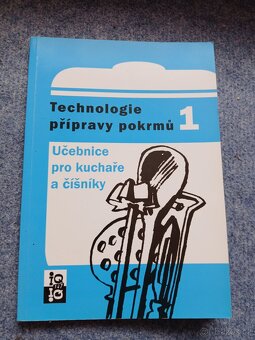 Technologie
přípravy pokrmů 1
Učebnice
pro kuchaře
a číšníky